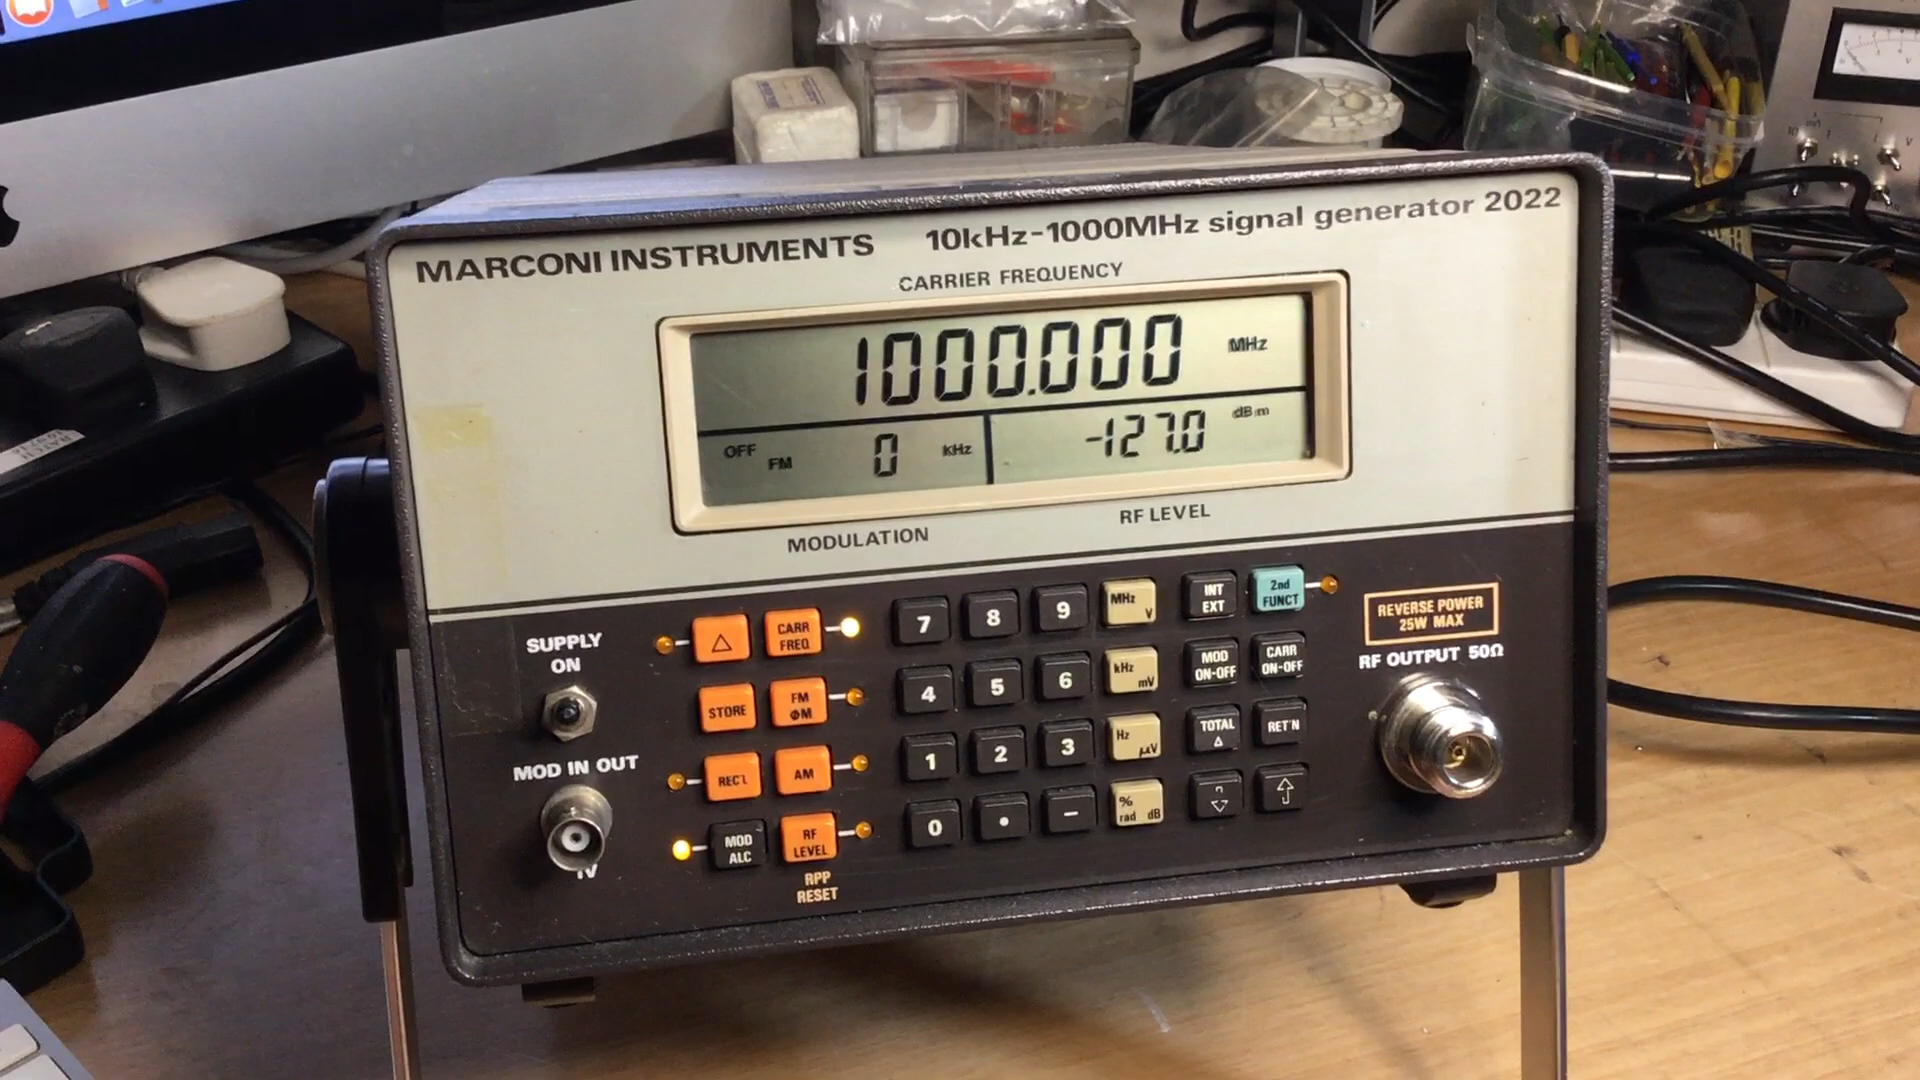 MARCONI INSTRUMENTS 10kHz-1000MHz signal generator 2022
CARRIER FREQUENCY
1000.000 MHz
OFF FM 0 kHz -127.0 dBm
MODULATION RF LEVEL
SUPPLY
ON
MOD IN OUT
1V
△ CARR FREQ
STORE FM ΦM
AM
MOD ALC RF LEVEL
RPP
RESET
7 8 9 MHz V
4 5 6 kHz mV
1 2 3 Hz µV
0 • − % rad dB
INT EXT 2nd FUNCT
MOD ON-OFF CARR ON-OFF
TOTAL △ RET'N
⇩ ⇧
REVERSE POWER
25W MAX
RF OUTPUT 50Ω